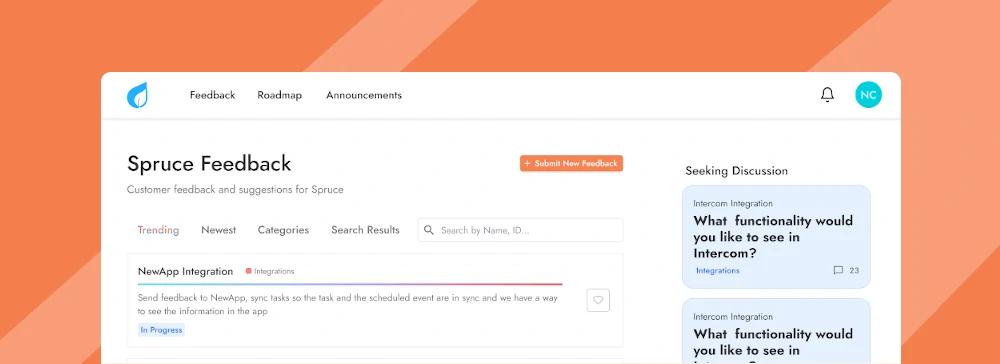 Feedback Roadmap Announcements NC
Spruce Feedback
+ Submit New Feedback
Customer feedback and suggestions for Spruce
Trending Newest Categories Search Results Search by Name, ID...
NewApp Integration Integrations
Send feedback to NewApp, sync tasks so the task and the scheduled event are in sync and we have a way
to see the information in the app
In Progress
Seeking Discussion
Intercom Integration
What functionality would
you like to see in
Intercom?
Integrations 23
Intercom Integration
What functionality would
you like to see in
Intercom?